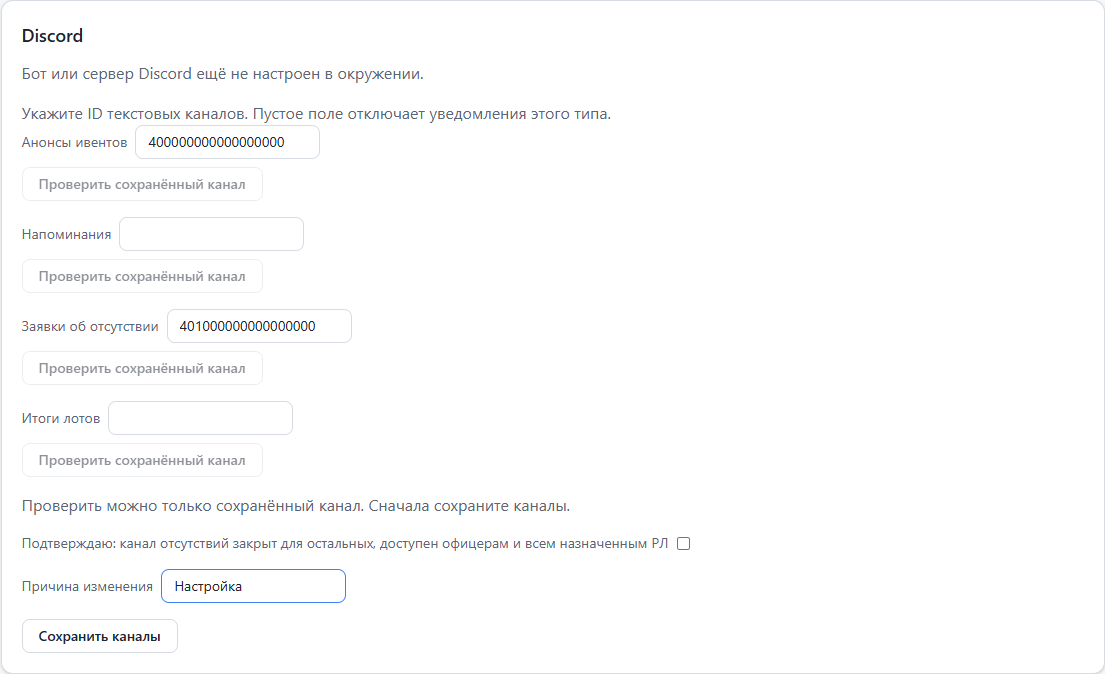 Discord
Бот или сервер Discord ещё не настроен в окружении.
Укажите ID текстовых каналов. Пустое поле отключает уведомления этого типа.
Анонсы ивентов 400000000000000000
Проверить сохранённый канал
Напоминания
Проверить сохранённый канал
Заявки об отсутствии 401000000000000000
Проверить сохранённый канал
Итоги лотов
Проверить сохранённый канал
Проверить можно только сохранённый канал. Сначала сохраните каналы.
Подтверждаю: канал отсутствий закрыт для остальных, доступен офицерам и всем назначенным РЛ
Причина изменения Настройка
Сохранить каналы